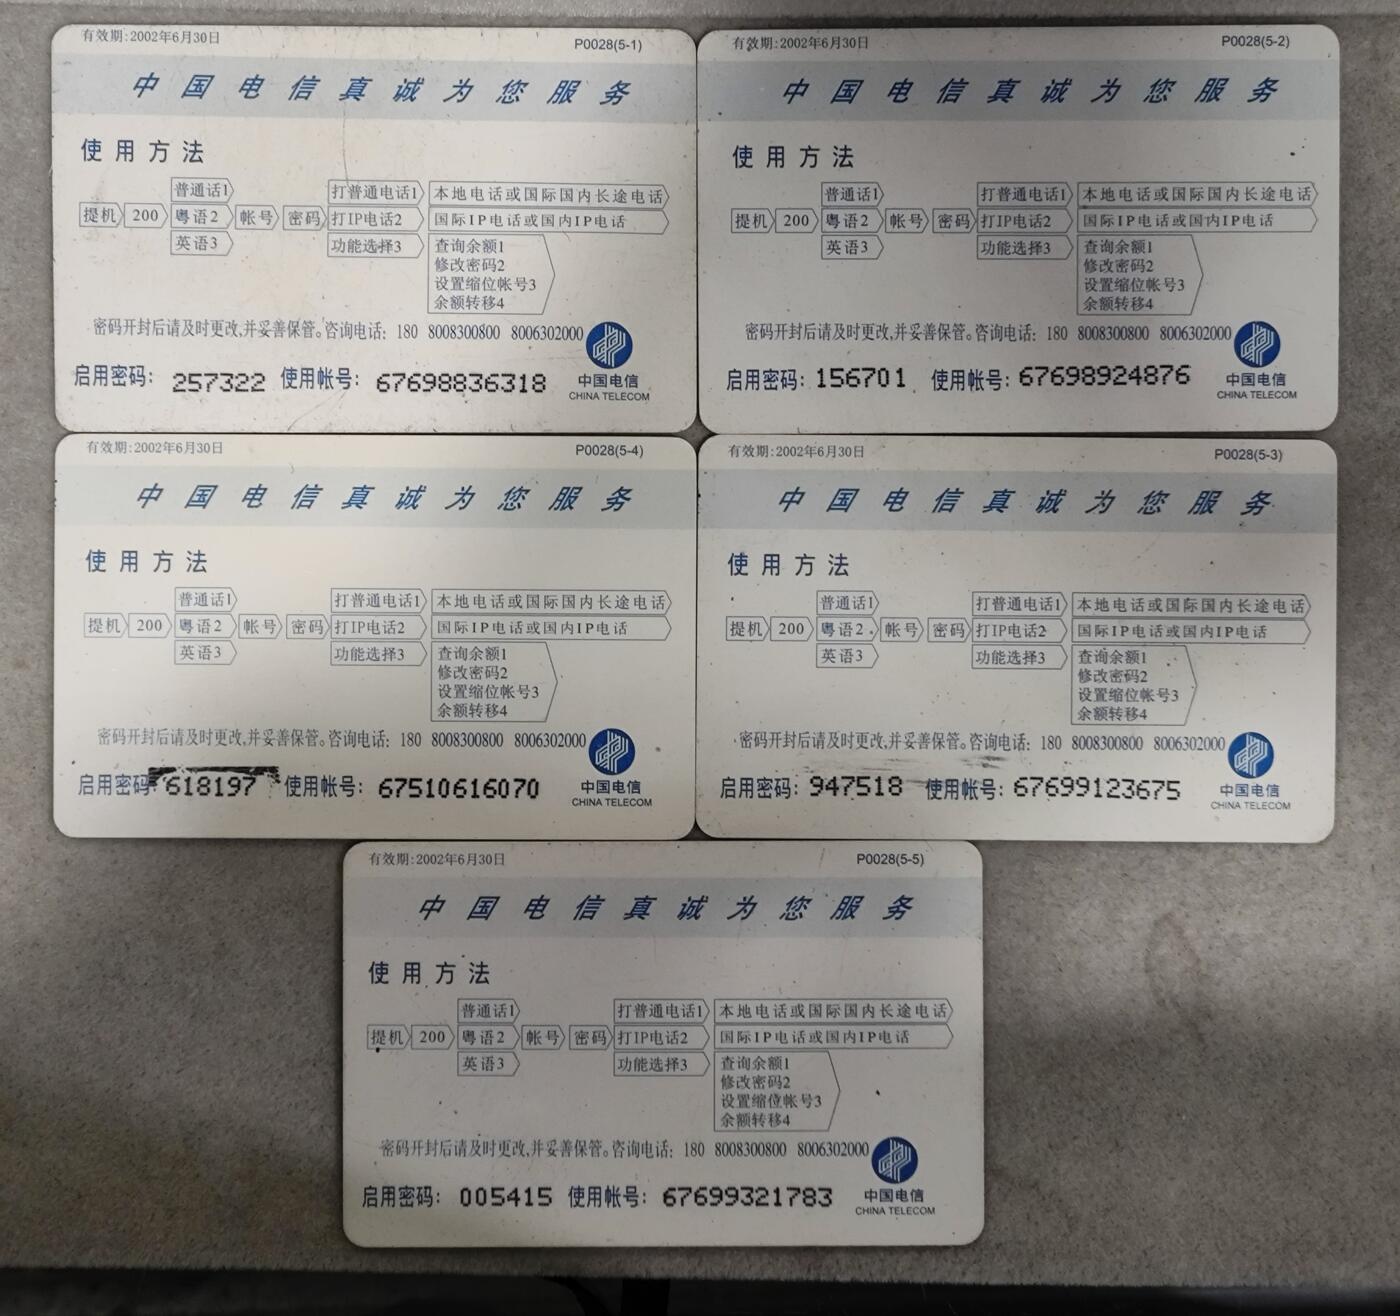 有效期:2002年6月30日 P0028(5-1)
中国电信真诚为您服务
使用方法
普通话1 打普通电话1 本地电话或国际国内长途电话
提机 200 粤语2 帐号 密码 打IP电话2 国际IP电话或国内IP电话
英语3 功能选择3 查询余额1
修改密码2
设置缩位帐号3
余额转移4
密码开封后请及时更改,并妥善保管。咨询电话: 180 8008300800 8006302000
启用密码: 257322 使用帐号: 67698836318
中国电信
CHINA TELECOM
有效期:2002年6月30日 P0028(5-2)
中国电信真诚为您服务
使用方法
普通话1 打普通电话1 本地电话或国际国内长途电话
提机 200 粤语2 帐号 密码 打IP电话2 国际IP电话或国内IP电话
英语3 功能选择3 查询余额1
修改密码2
设置缩位帐号3
余额转移4
密码开封后请及时更改,并妥善保管。咨询电话: 180 8008300800 8006302000
启用密码: 156701 使用帐号: 67698924876
中国电信
CHINA TELECOM
有效期:2002年6月30日 P0028(5-4)
中国电信真诚为您服务
使用方法
普通话1 打普通电话1 本地电话或国际国内长途电话
提机 200 粤语2 帐号 密码 打IP电话2 国际IP电话或国内IP电话
英语3 功能选择3 查询余额1
修改密码2
设置缩位帐号3
余额转移4
密码开封后请及时更改,并妥善保管。咨询电话: 180 8008300800 8006302000
启用密码: 618197 使用帐号: 67510616070
中国电信
CHINA TELECOM
有效期:2002年6月30日 P0028(5-3)
中国电信真诚为您服务
使用方法
普通话1 打普通电话1 本地电话或国际国内长途电话
提机 200 粤语2 帐号 密码 打IP电话2 国际IP电话或国内IP电话
英语3 功能选择3 查询余额1
修改密码2
设置缩位帐号3
余额转移4
密码开封后请及时更改,并妥善保管。咨询电话: 180 8008300800 8006302000
启用密码: 947518 使用帐号: 67699123675
中国电信
CHINA TELECOM
有效期:2002年6月30日 P0028(5-5)
中国电信真诚为您服务
使用方法
普通话1 打普通电话1 本地电话或国际国内长途电话
提机 200 粤语2 帐号 密码 打IP电话2 国际IP电话或国内IP电话
英语3 功能选择3 查询余额1
修改密码2
设置缩位帐号3
余额转移4
密码开封后请及时更改,并妥善保管。咨询电话: 180 8008300800 8006302000
启用密码: 005415 使用帐号: 67699321783
中国电信
CHINA TELECOM